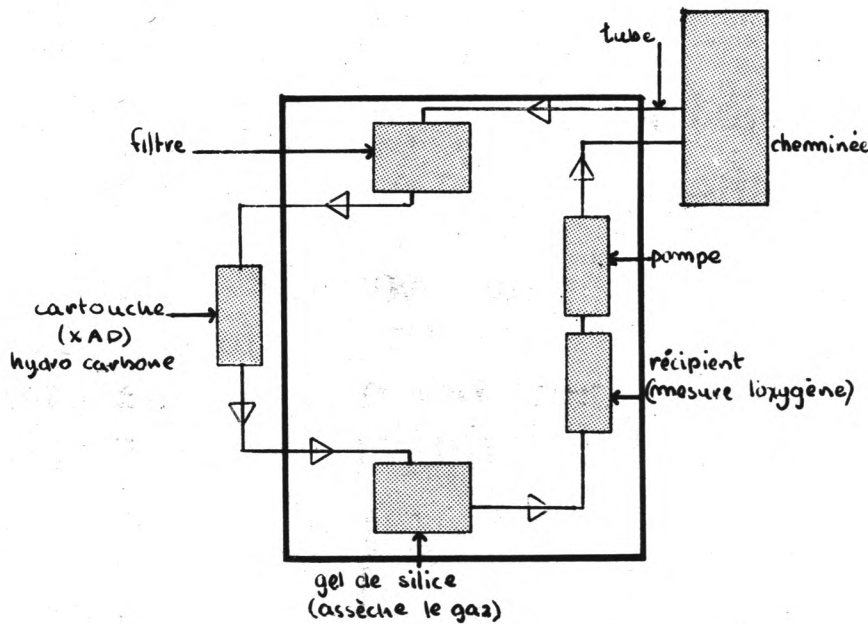 tube
filtre
cheminée
pompe
cartouche
(XAD)
hydro carbone
récipient
(mesure l'oxygène)
gel de silice
(assèche le gaz)